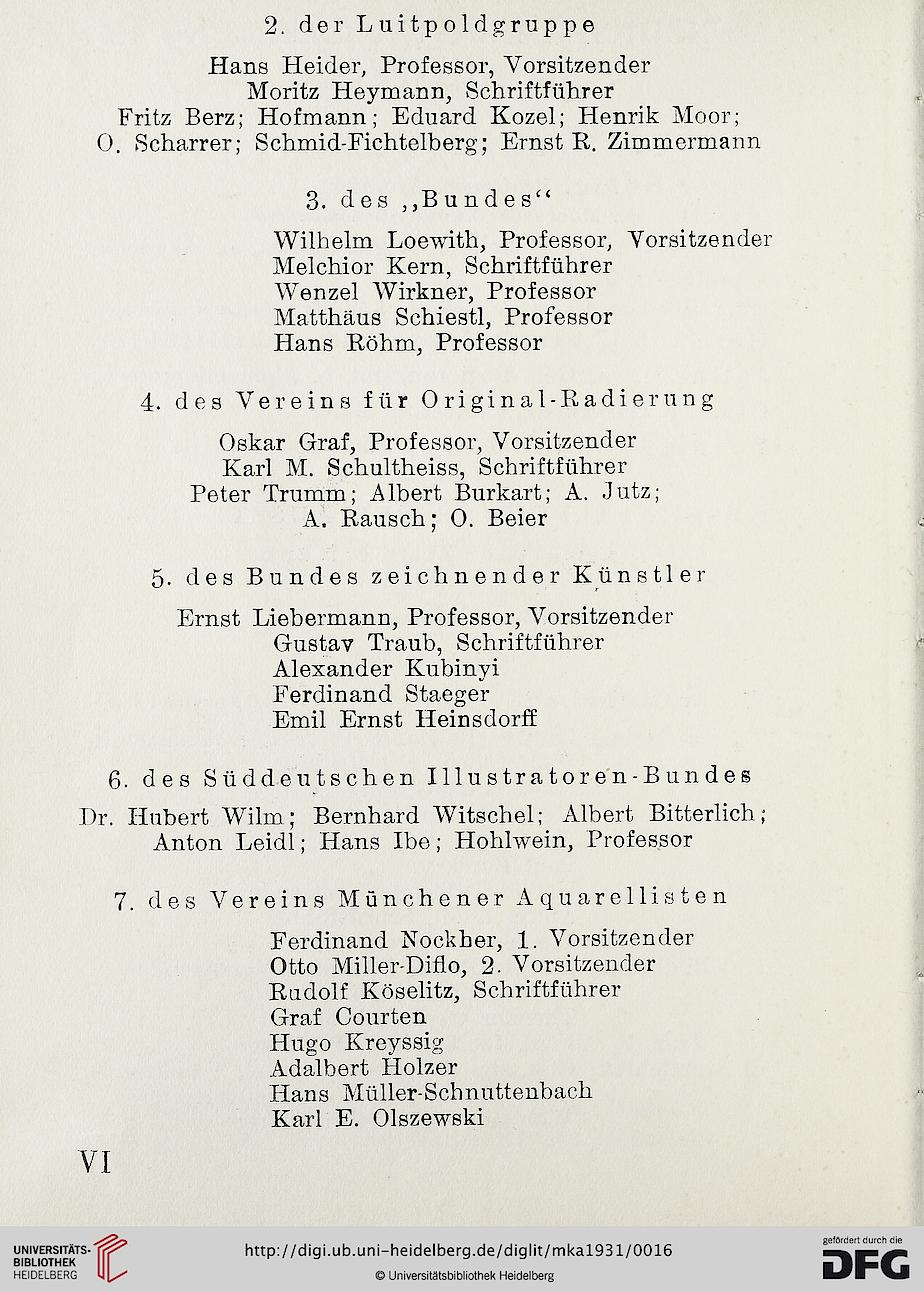 2. der Luitpoldgruppe
Hans Heider, Professor, Vorsitzender
Moritz Heymann, Schriftführer
Fritz Berz; Hofmann; Eduard Kozel; Henrik Moor;
O. Scharrer; Schmid-Fichtelberg; Ernst R. Zimmermann
3. des „Bundes“
Wilhelm Loewith, Professor, Vorsitzender
Melchior Kern, Schriftführer
Wenzel Wirkner, Professor
Matthäus Schiestl, Professor
Hans Röhm, Professor
4. des Vereins für Original-Radierung
Oskar Graf, Professor, Vorsitzender
Karl M. Schultheiss, Schriftführer
Peter Trumm; Albert Burkart; A. Jutz;
A. Rausch; O. Beier
5. des Bundes zeichnender Künstler
Ernst Liebermann, Professor, Vorsitzender
Gustav Traub, Schriftführer
Alexander Kubinyi
Ferdinand Staeger
Emil Ernst Heinsdorff
6. des Süddeutschen Illustratoren-Bundes
Dr. Hubert Wilm; Bernhard Witschel; Albert Bitterlich;
Anton Leidl; Hans Ibe; Hohlwein, Professor
7. des Vereins Münchener Aquarellisten
Ferdinand Nockher, 1. Vorsitzender
Otto Miller-Diflo, 2. Vorsitzender
Rudolf Köselitz, Schriftführer
Graf Courten
Hugo Kreyssig
Adalbert Holzer
Hans Müller-Schnuttenbach
Karl E. Olszewski
VI
UNIVERSITÄTS-
BIBLIOTHEK
HEIDELBERG
http://digi.ub.uni-heidelberg.de/diglit/mka1931/0016
© Universitätsbibliothek Heidelberg
gefördert durch die
DFG